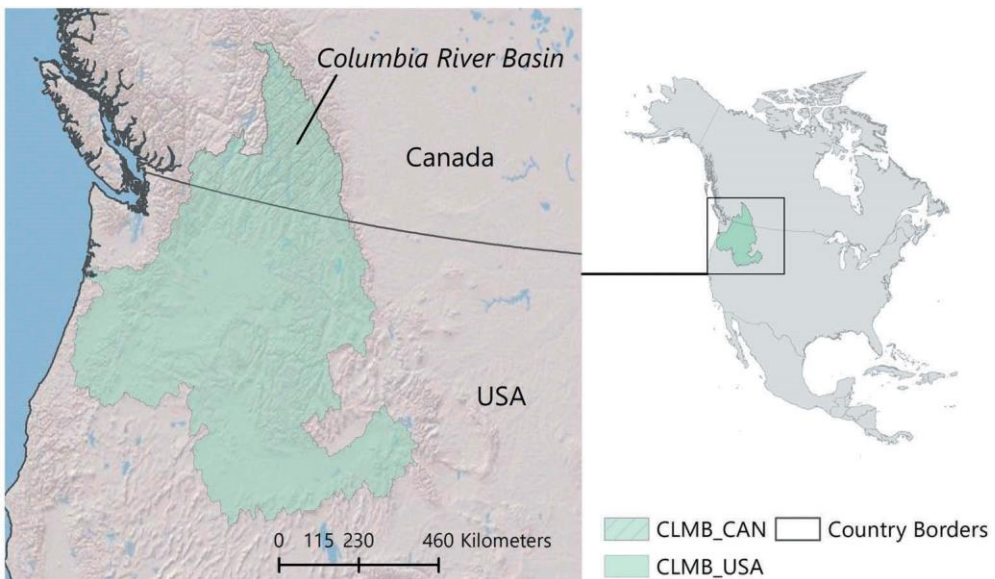 Columbia River Basin
Canada
USA
0 115 230 460 Kilometers
CLMB_CAN
Country Borders
CLMB_USA